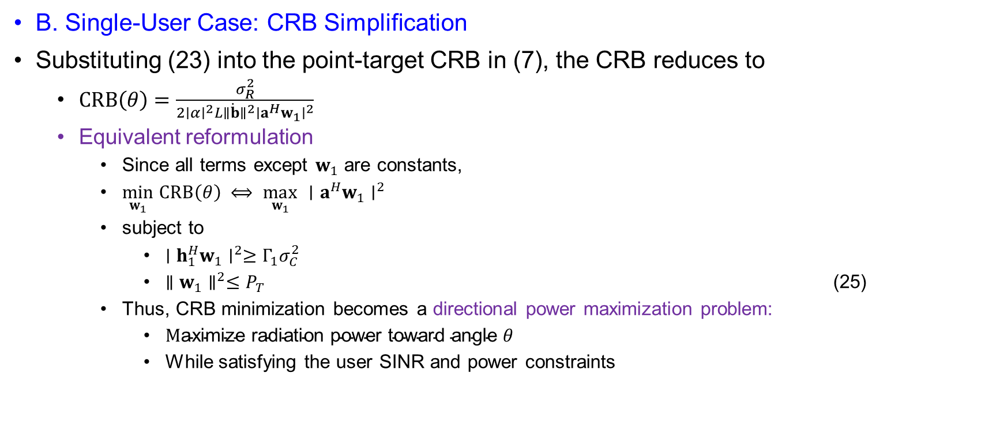 • B. Single-User Case: CRB Simplification
• Substituting (23) into the point-target CRB in (7), the CRB reduces to
• CRB(θ) = σ_R^2 / (2|α|^2 L‖ḃ‖^2 |a^H w_1|^2)
• Equivalent reformulation
• Since all terms except w_1 are constants,
• min_{w_1} CRB(θ) ⟺ max_{w_1} | a^H w_1 |^2
• subject to
• | h_1^H w_1 |^2 ≥ Γ_1 σ_C^2
• ‖ w_1 ‖^2 ≤ P_T (25)
• Thus, CRB minimization becomes a directional power maximization problem:
• Maximize radiation power toward angle θ
• While satisfying the user SINR and power constraints